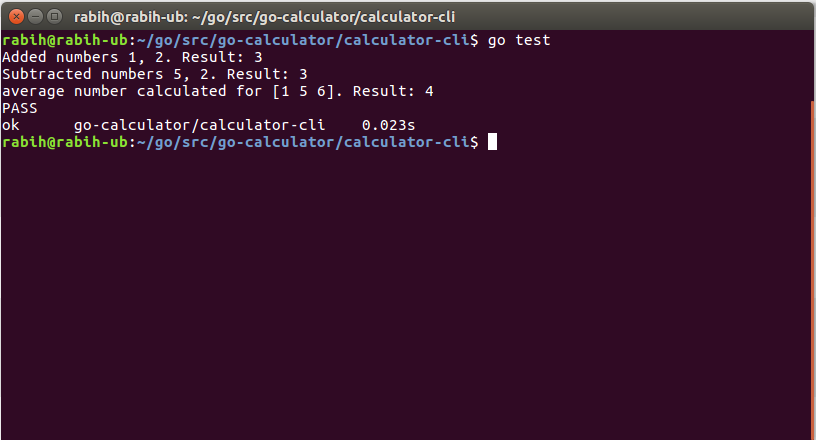 rabih@rabih-ub: ~/go/src/go-calculator/calculator-cli
rabih@rabih-ub:~/go/src/go-calculator/calculator-cli$ go test
Added numbers 1, 2. Result: 3
Subtracted numbers 5, 2. Result: 3
average number calculated for [1 5 6]. Result: 4
PASS
ok      go-calculator/calculator-cli    0.023s
rabih@rabih-ub:~/go/src/go-calculator/calculator-cli$